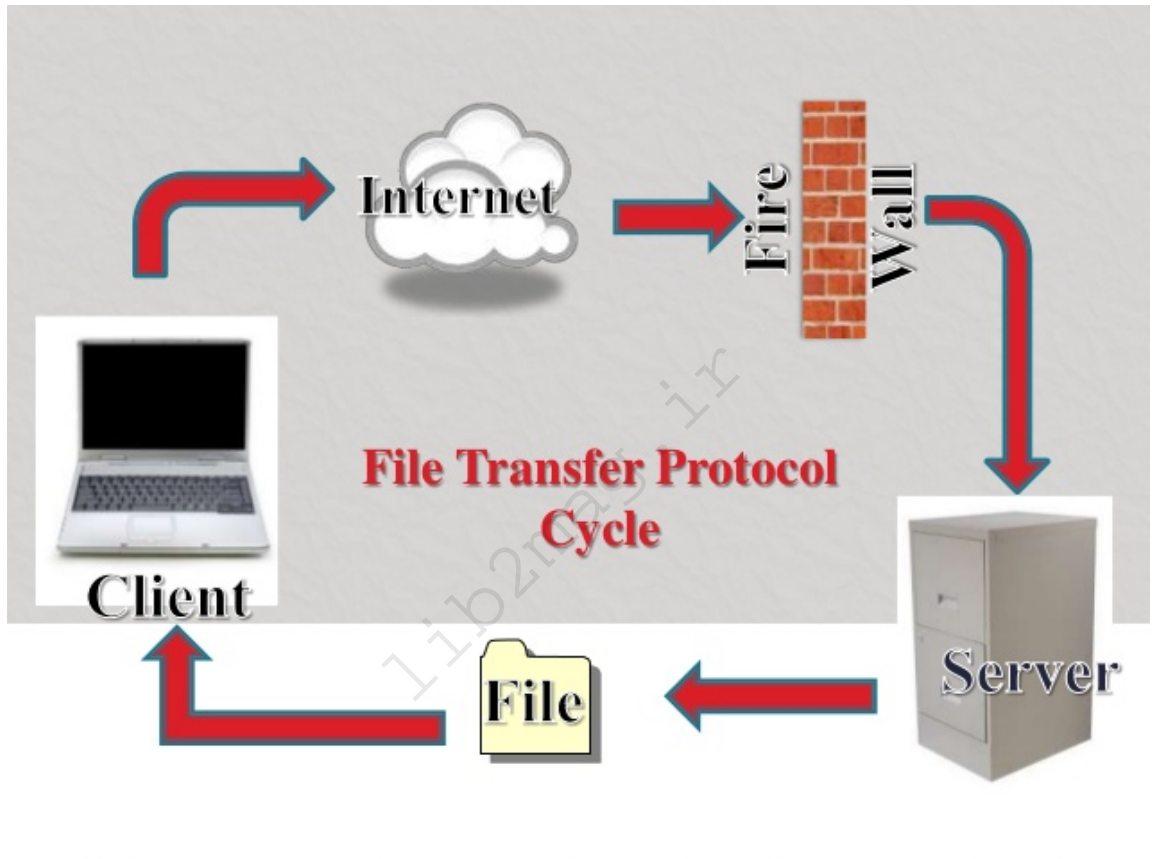 Internet
Fire
Wall
File Transfer Protocol
Cycle
Client
Server
File
lib2mag.ir